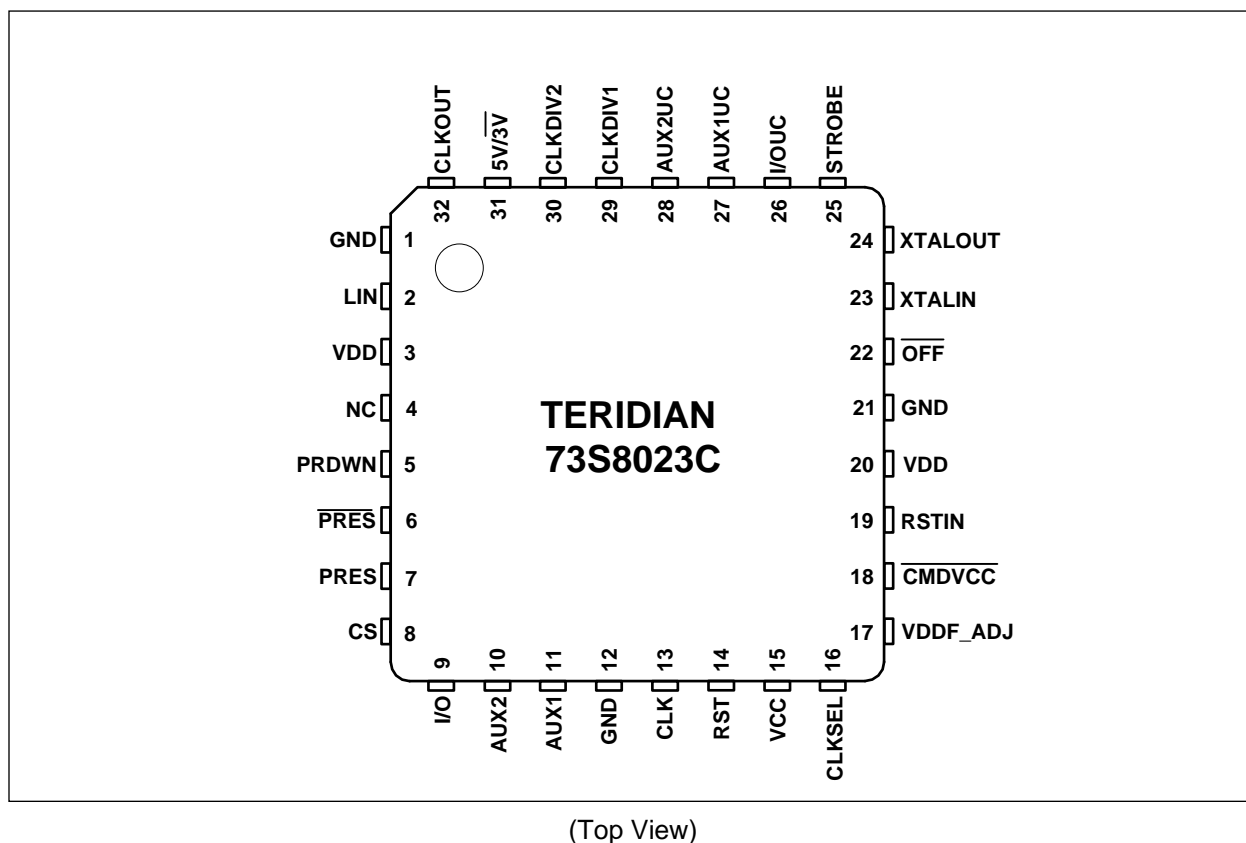 CLKOUT
5V/3V
CLKDIV2
CLKDIV1
AUX2UC
AUX1UC
I/OUC
STROBE
32
31
30
29
28
27
26
25
GND 1
LIN 2
VDD 3
NC 4
PRDWN 5
PRES 6
PRES 7
CS 8
TERIDIAN
73S8023C
24 XTALOUT
23 XTALIN
22 OFF
21 GND
20 VDD
19 RSTIN
18 CMDVCC
17 VDDF_ADJ
9
10
11
12
13
14
15
16
I/O
AUX2
AUX1
GND
CLK
RST
VCC
CLKSEL
(Top View)